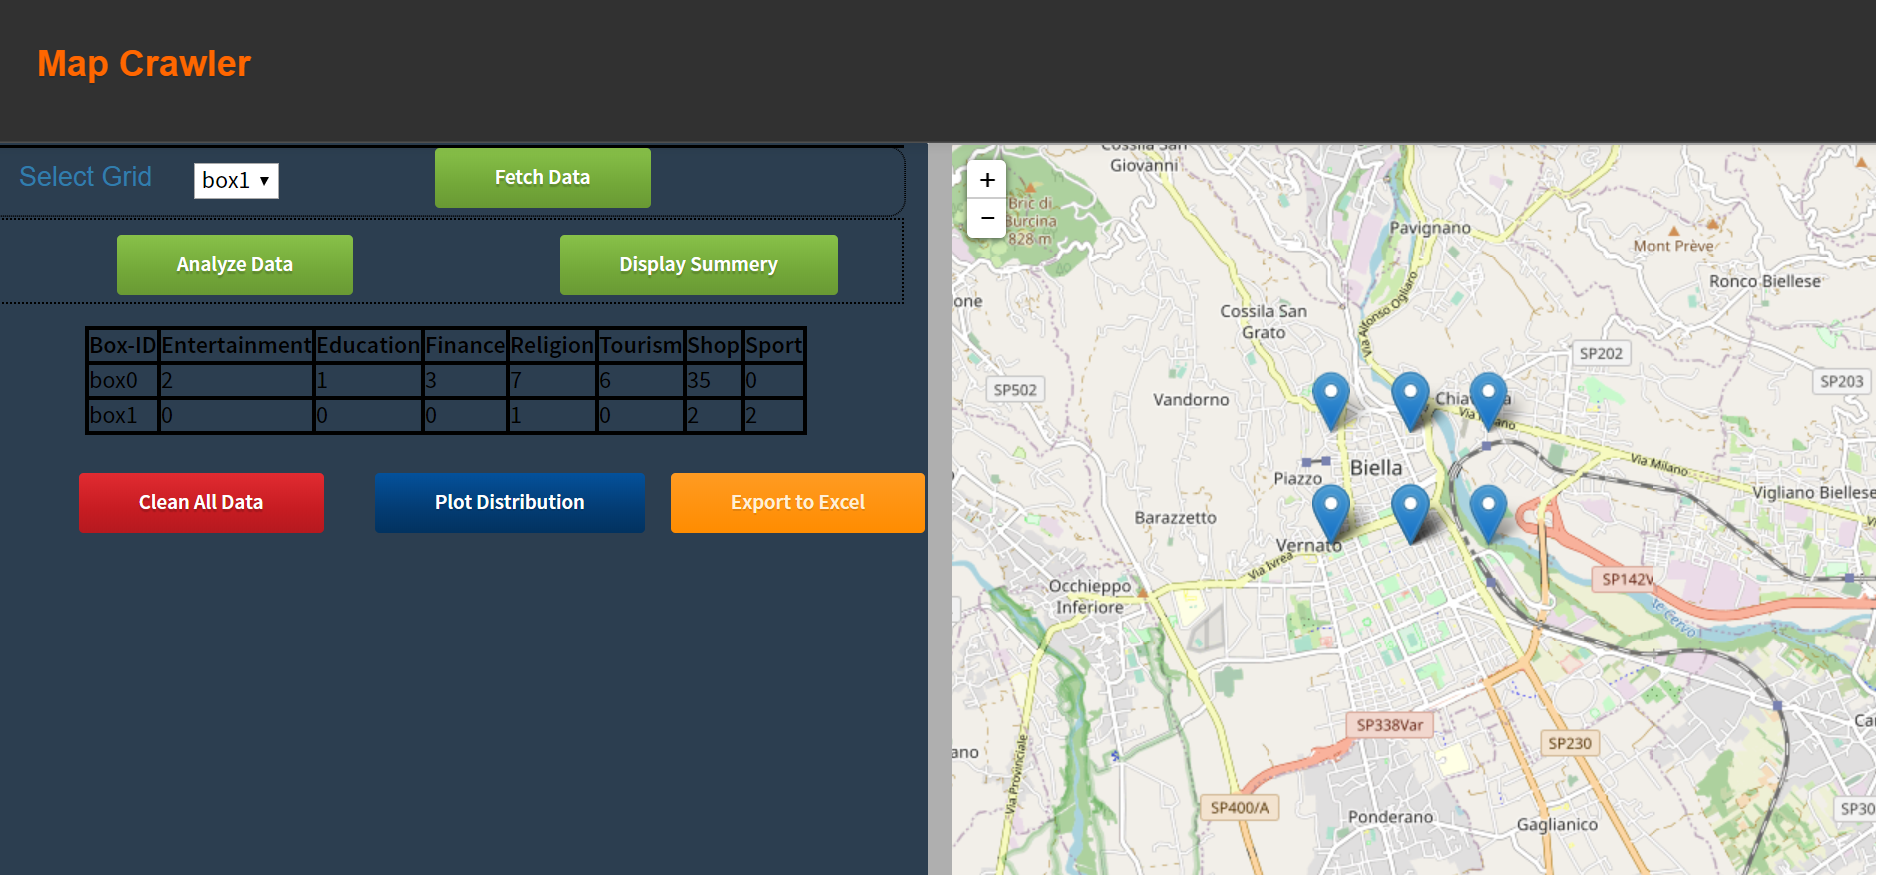 Map Crawler
Select Grid
box1
Fetch Data
Analyze Data
Display Summery
Box-ID Entertainment Education Finance Religion Tourism Shop Sport
box0 2 1 3 7 6 35 0
box1 0 0 0 1 0 2 2
Clean All Data
Plot Distribution
Export to Excel
+
−
Cossila San
Giovanni
Bric di
Burcina
828 m
Pavignano
Mont Prève
Ronco Biellese
one
Cossila San
Grato
Via Alfonso Ogliaro
SP202
SP203
SP502
Vandorno
Via Milano
Piazzo
Biella
Via Milano
Vigliano Biellese
Barazzetto
Vernato
Via Ivrea
Occhieppo
Inferiore
SP142V
te Cervo
SP338Var
SP230
ano
Via Provinciale
Ca
SP400/A
Ponderano
Gaglianico
SP30